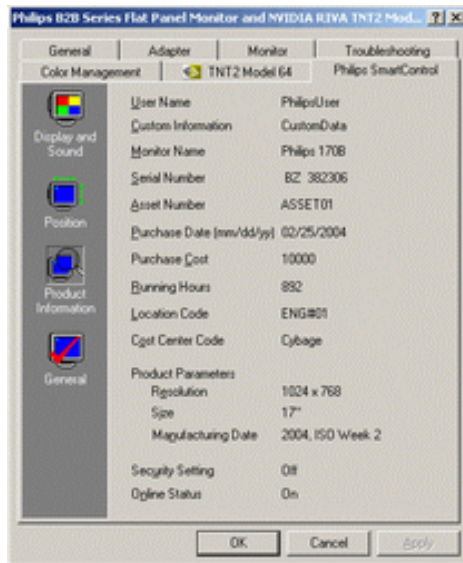 Philips B2B Series Flat Panel Monitor and NVIDIA RIVA TNT2 Mod...
General Adapter Monitor Troubleshooting
Color Management TNT2 Model 64 Philips SmartControl
Display and
Sound
Position
Product
Information
General
User Name PhilipsUser
Custom Information CustomData
Monitor Name Philips 170B
Serial Number BZ 382306
Asset Number ASSET01
Purchase Date (mm/dd/yy) 02/25/2004
Purchase Cost 10000
Running Hours 892
Location Code ENG#01
Cost Center Code Cybage
Product Parameters
Resolution 1024 x 768
Size 17"
Manufacturing Date 2004, ISO Week 2
Security Setting Off
Online Status On
OK Cancel Apply